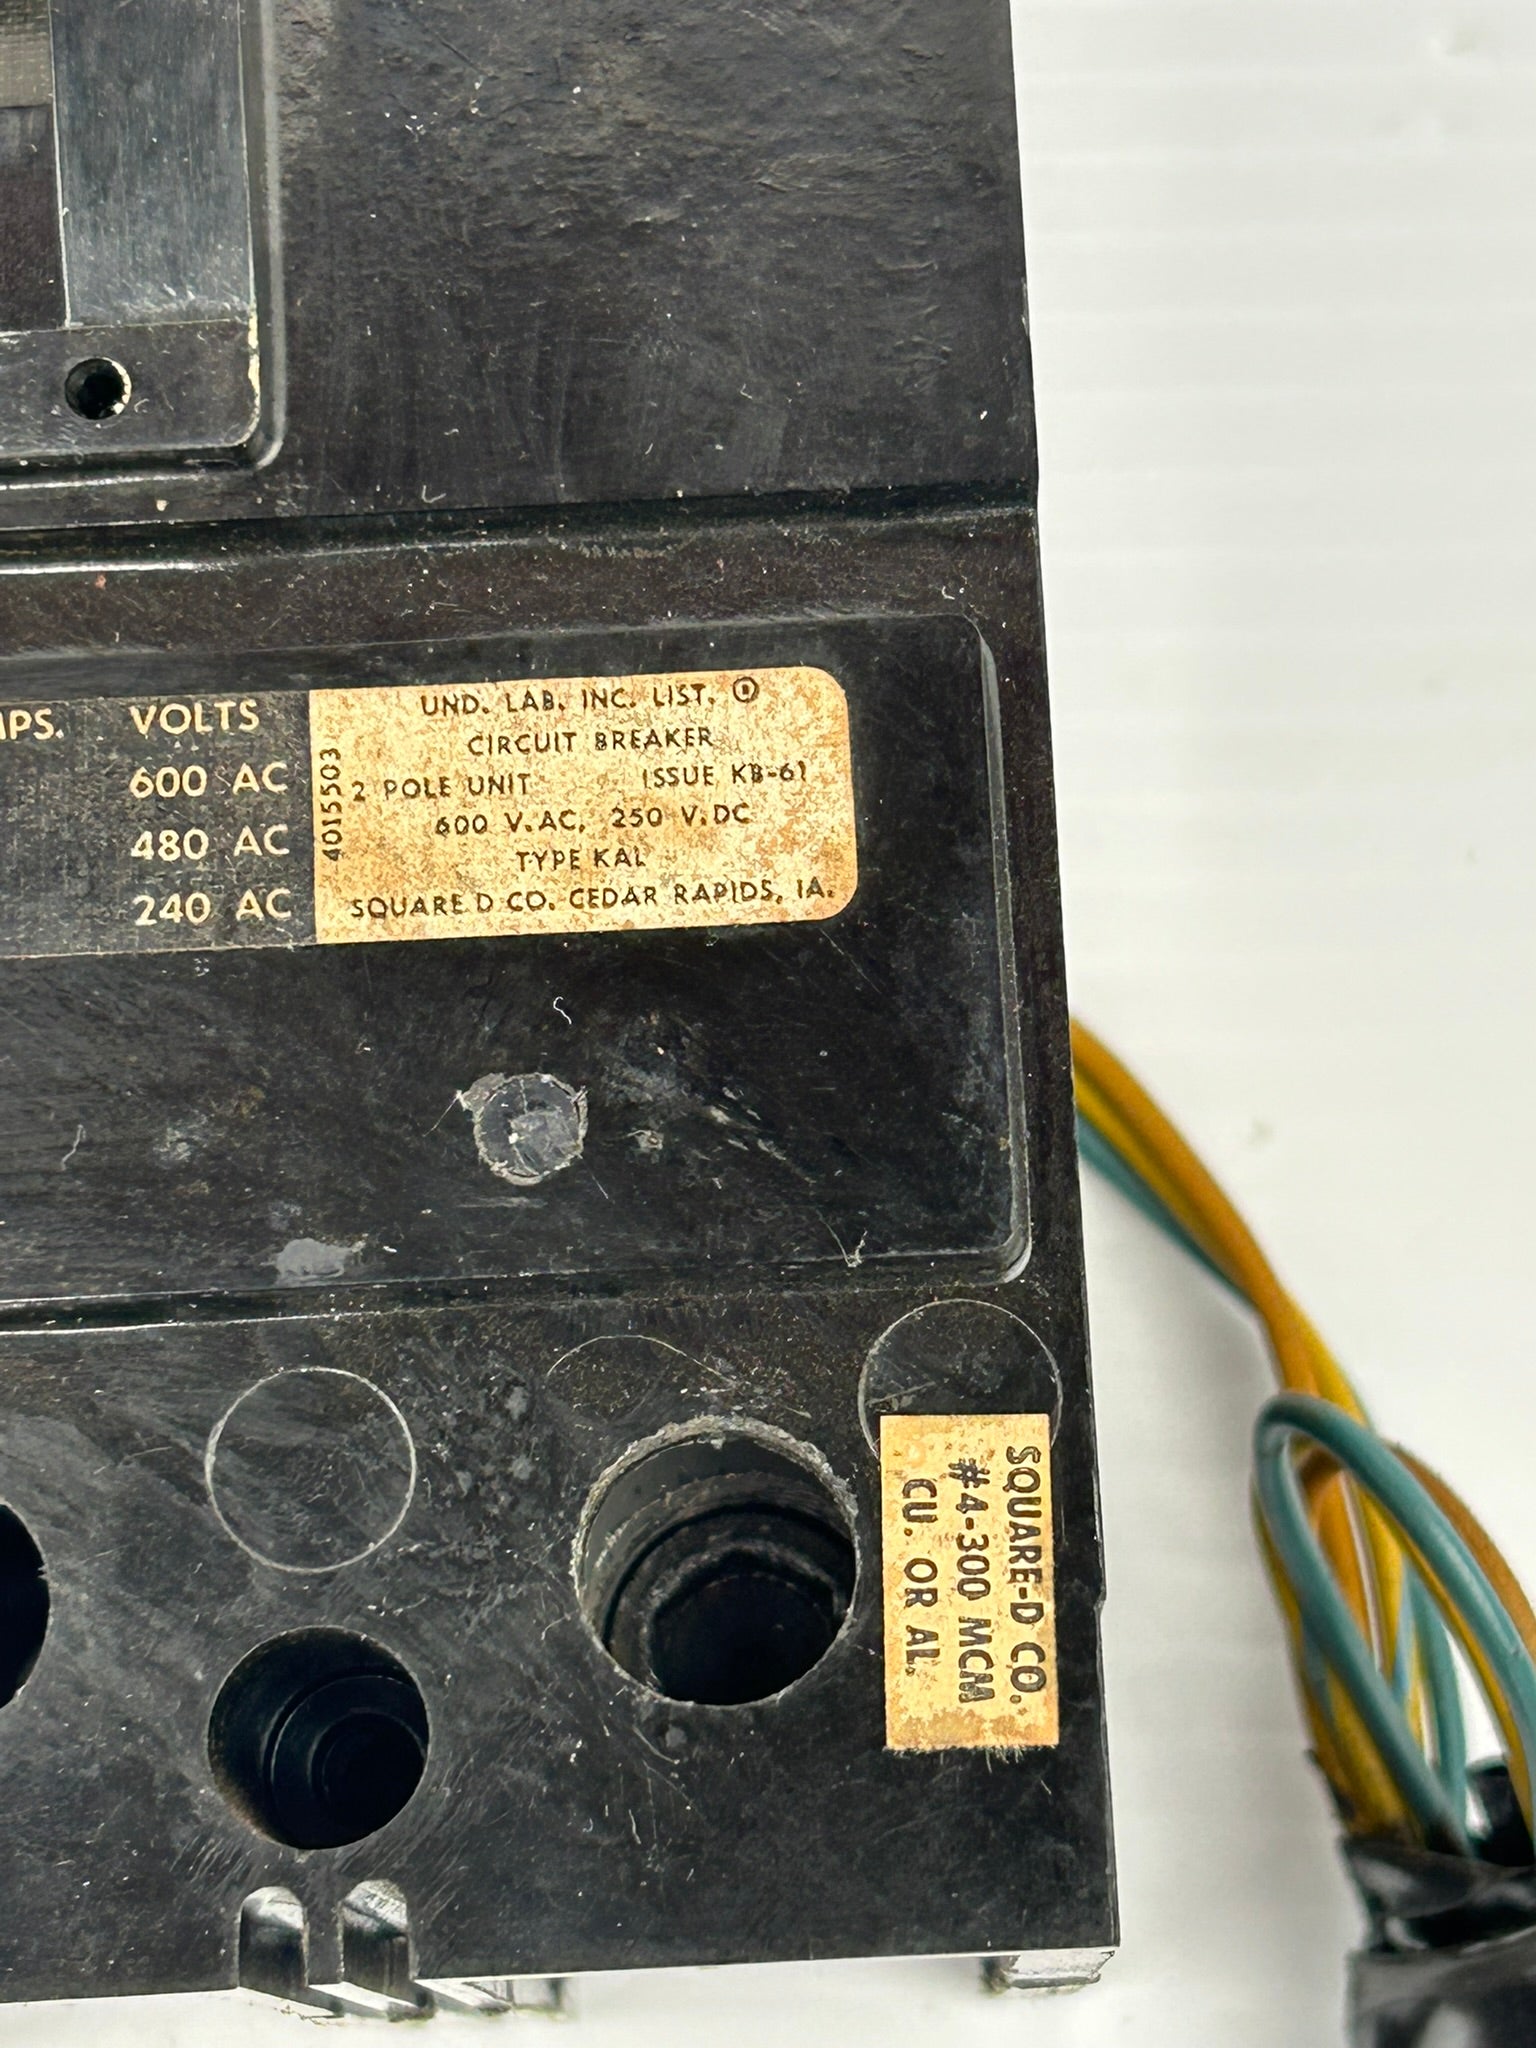 MPS. VOLTS
600 AC
480 AC
240 AC
4015503
UND. LAB. INC. LIST.
CIRCUIT BREAKER
2 POLE UNIT ISSUE KB-61
600 V.AC, 250 V.DC
TYPE KAL
SQUARE D CO. CEDAR RAPIDS, IA.
SQUARE-D CO.
#4-300 MCM
CU. OR AL.